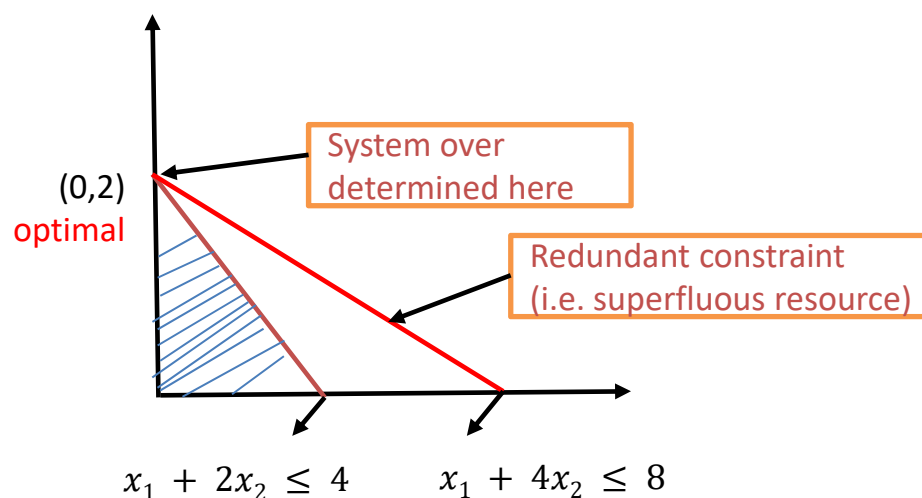 System over
determined here
(0,2)
optimal
Redundant constraint
(i.e. superfluous resource)
x₁ + 2x₂ ≤ 4
x₁ + 4x₂ ≤ 8